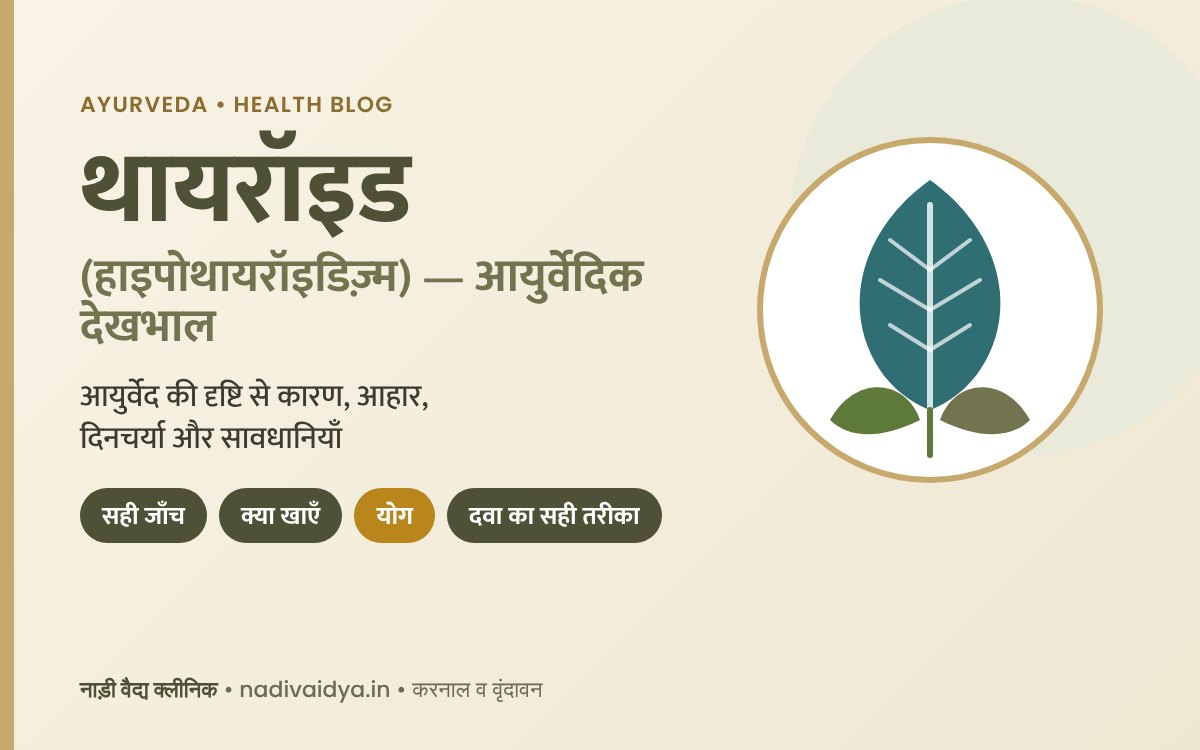 AYURVEDA • HEALTH BLOG
थायरॉइड
(हाइपोथायरॉइडिज़्म) — आयुर्वेदिक
देखभाल
आयुर्वेद की दृष्टि से कारण, आहार,
दिनचर्या और सावधानियाँ
सही जाँच क्या खाएँ योग दवा का सही तरीका
नाड़ी वैद्य क्लीनिक • nadivaidya.in • करनाल व वृंदावन